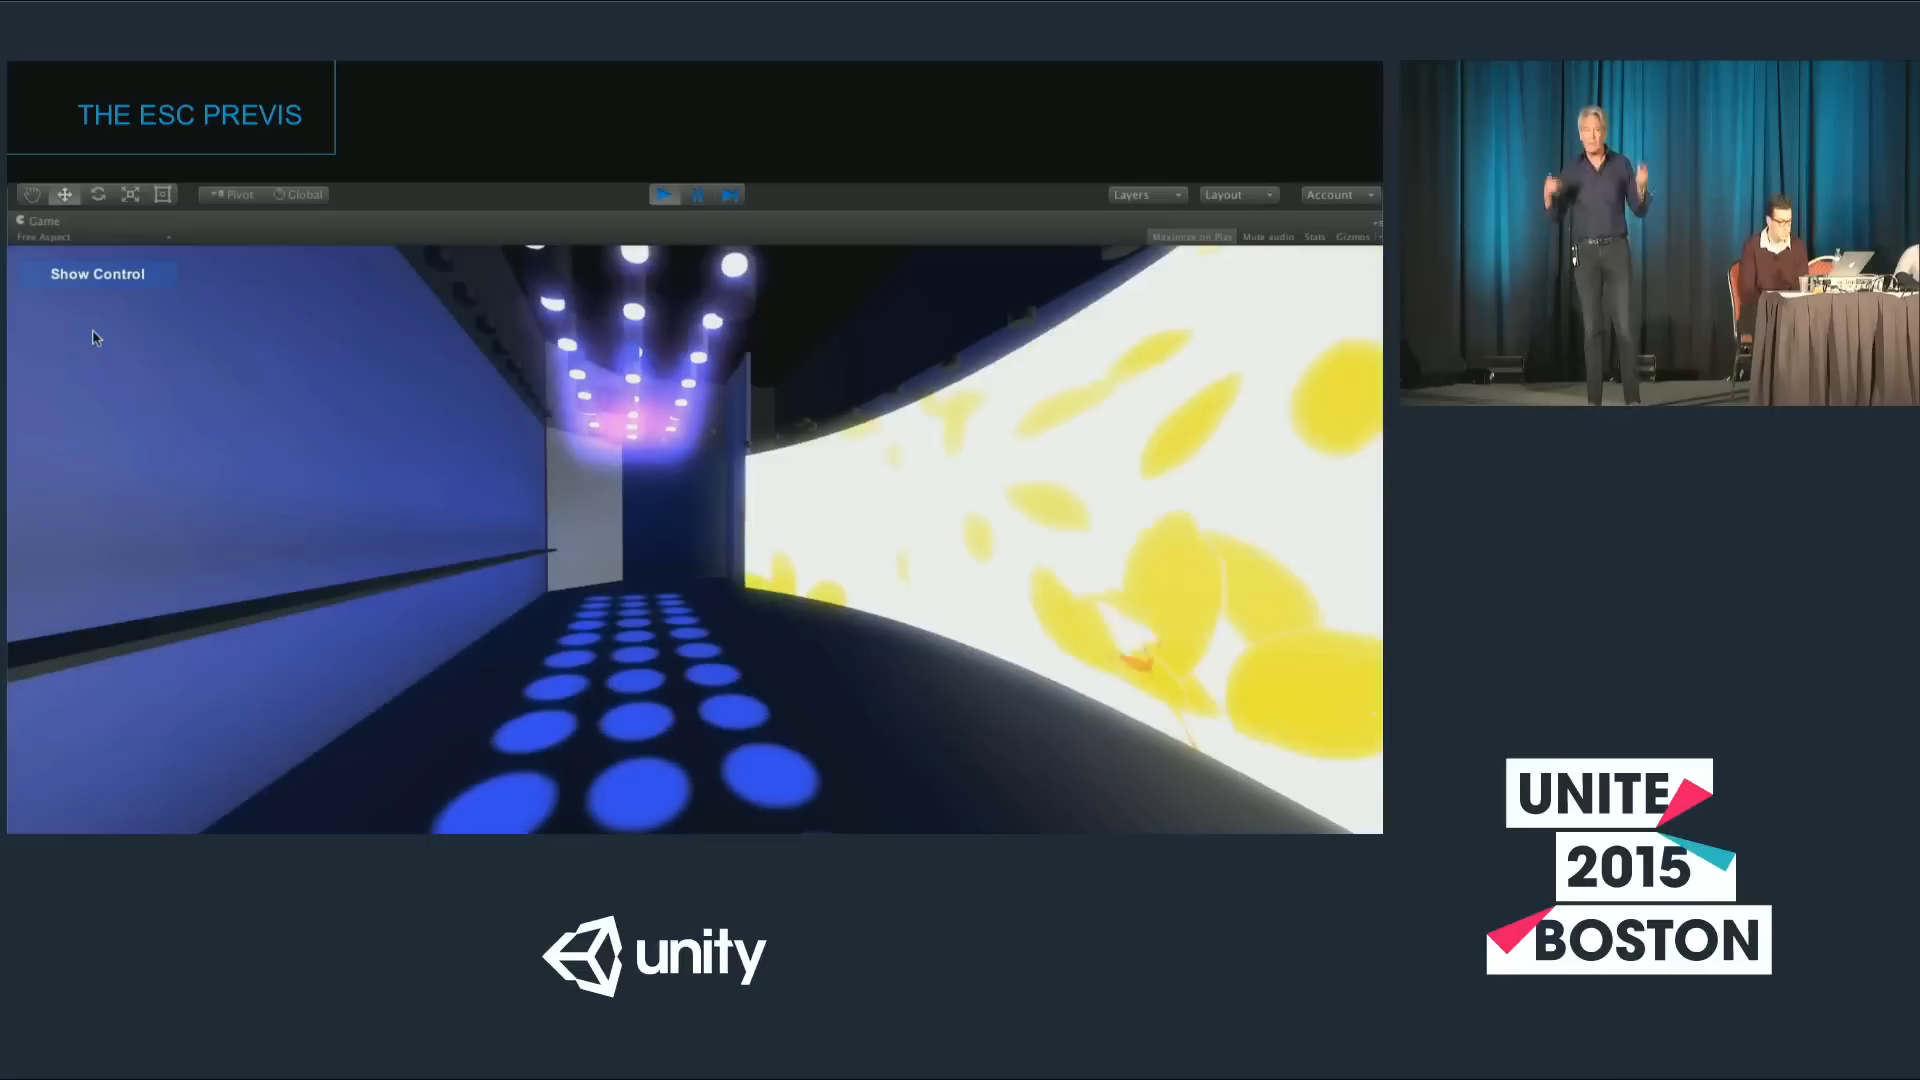 THE ESC PREVIS
Pivot Global
Layers Layout Account
Game
Free Aspect
Maximize on Play Mute audio Stats Gizmos
Show Control
UNITE
2015
BOSTON
unity